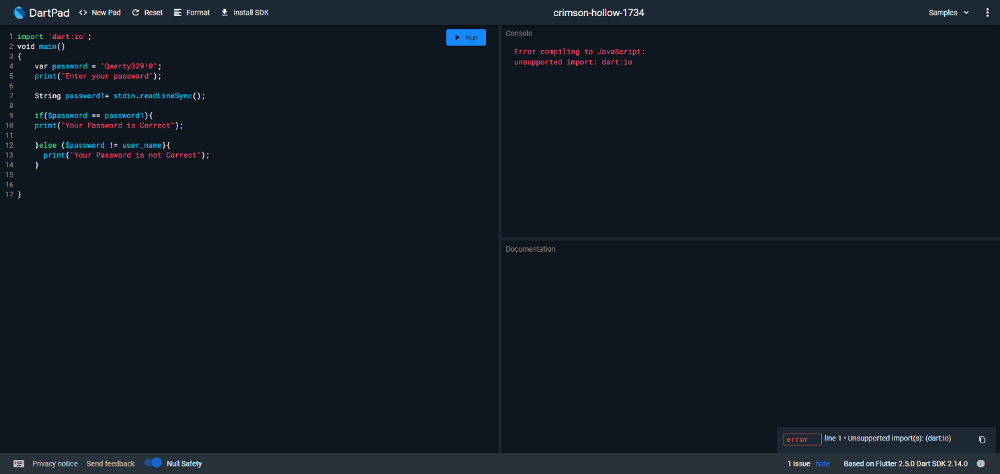 DartPad <> New Pad Reset Format Install SDK crimson-hollow-1734 Samples
1 import 'dart:io';
2 void main()
3 {
4 var password = "Qwerty329!@";
5 print("Enter your password");
6
7 String password1= stdin.readLineSync();
8
9 if($password == password1){
10 print("Your Password is Correct");
11
12 }else ($password != user_name){
13 print("Your Password is not Correct");
14 }
15
16
17 }
Run
Console
Error compiling to JavaScript:
unsupported import: dart:io
Documentation
error line 1 • Unsupported import(s): (dart:io)
Privacy notice Send feedback Null Safety 1 issue hide Based on Flutter 2.5.0 Dart SDK 2.14.0